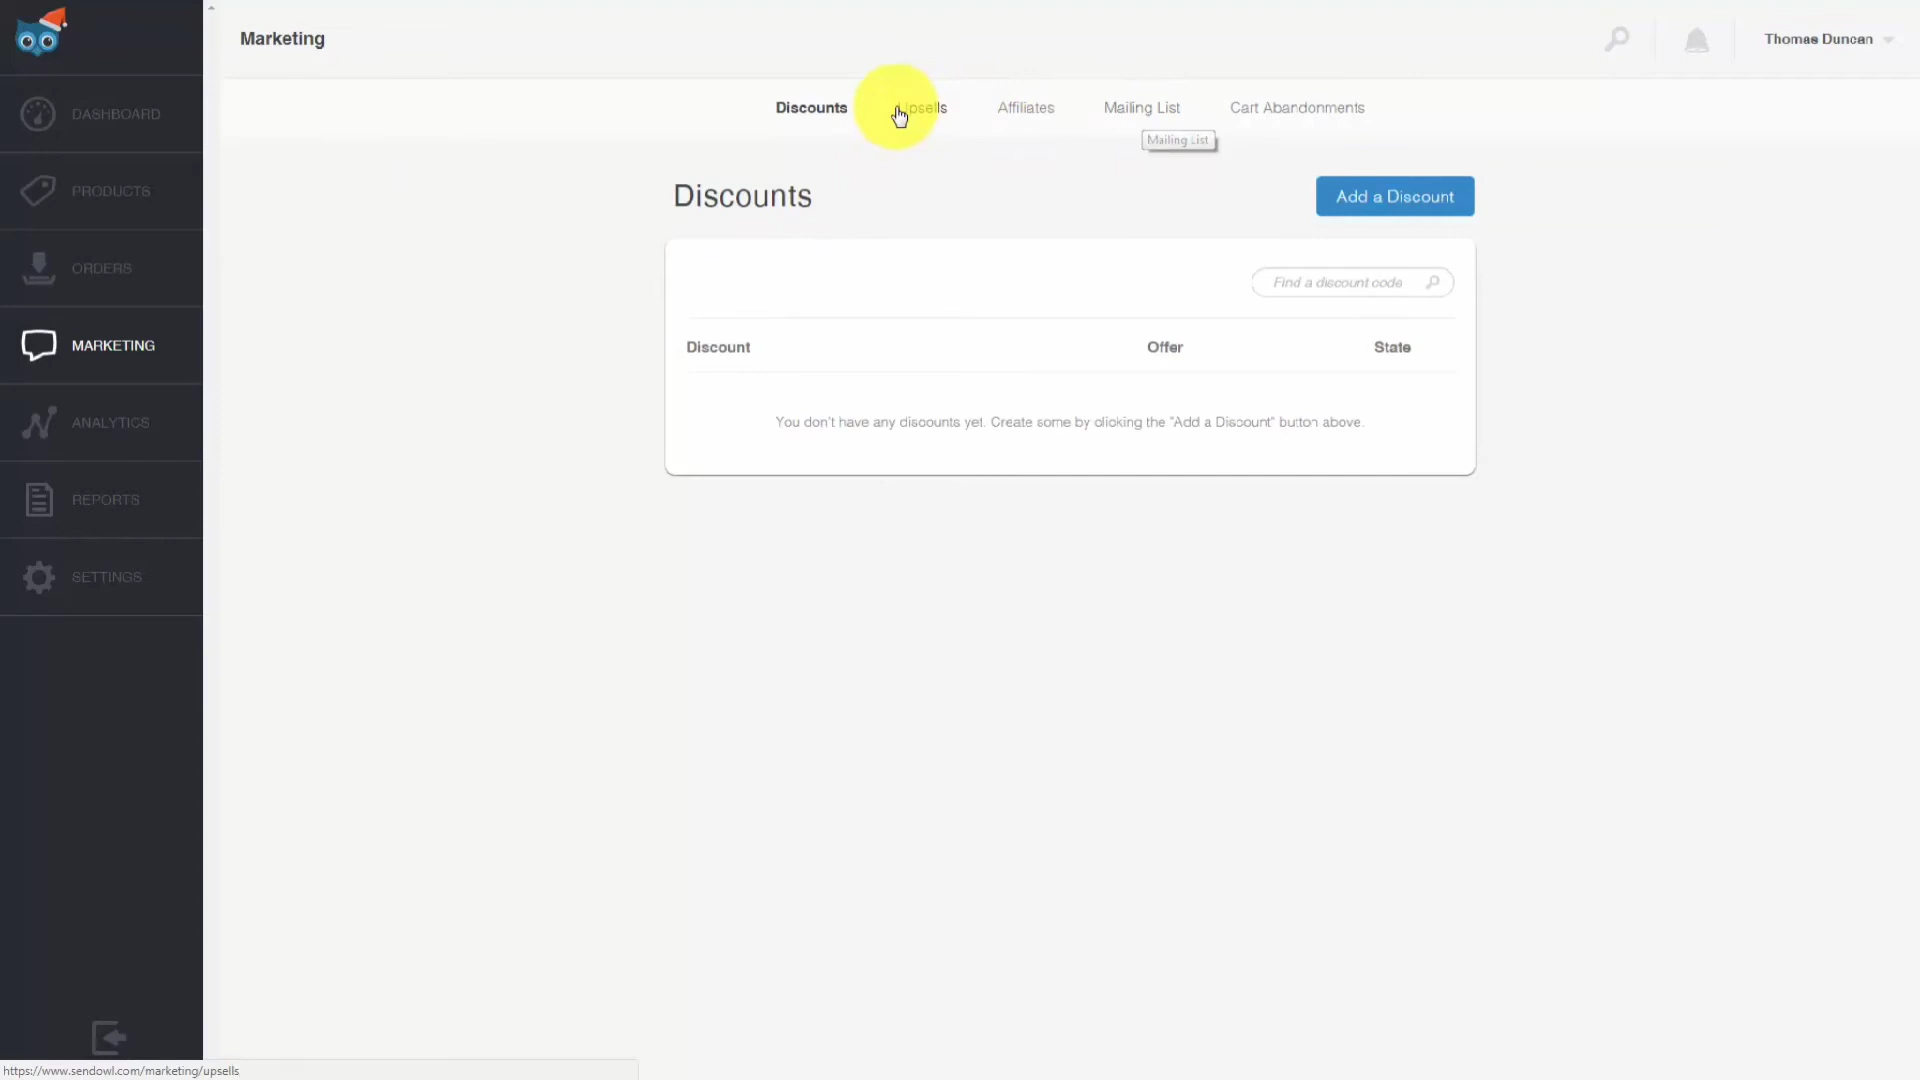 Marketing
Thomas Duncan
DASHBOARD
PRODUCTS
ORDERS
MARKETING
ANALYTICS
REPORTS
SETTINGS
Discounts
Upsells
Affiliates
Mailing List
Cart Abandonments
Mailing List
Discounts
Add a Discount
Find a discount code
Discount
Offer
State
You don't have any discounts yet. Create some by clicking the "Add a Discount" button above.
https://www.sendowl.com/marketing/upsells